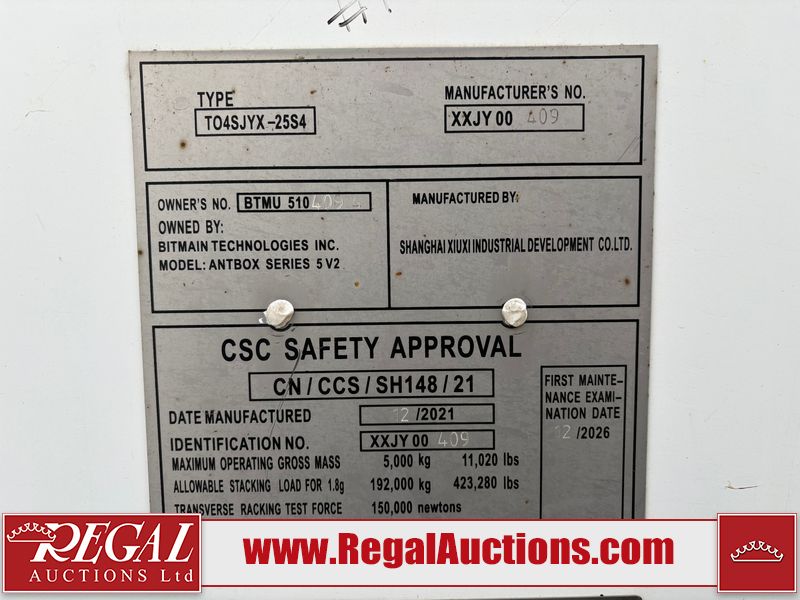 TYPE
TO4SJYX-25S4
MANUFACTURER'S NO.
XXJY 00 409
OWNER'S NO. BTMU 510 409
OWNED BY:
BITMAIN TECHNOLOGIES INC.
MODEL: ANTBOX SERIES 5 V2
MANUFACTURED BY:
SHANGHAI XIUXI INDUSTRIAL DEVELOPMENT CO.LTD.
CSC SAFETY APPROVAL
CN/CCS/SH148/21
DATE MANUFACTURED 12/2021
IDENTIFICATION NO. XXJY 00 409
MAXIMUM OPERATING GROSS MASS 5,000 kg 11,020 lbs
ALLOWABLE STACKING LOAD FOR 1.8g 192,000 kg 423,280 lbs
TRANSVERSE RACKING TEST FORCE 150,000 newtons
FIRST MAINTE-
NANCE EXAMI-
NATION DATE
12/2026
REGAL
AUCTIONS Ltd
www.RegalAuctions.com